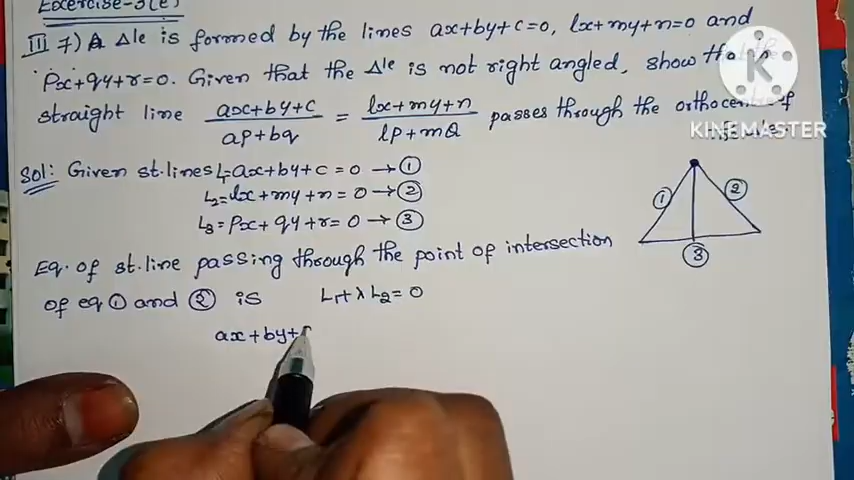 Exercise-3(e)
III 7) A Δle is formed by the lines ax+by+c=0, lx+my+n=0 and
px+qy+r=0. Given that the Δle is not right angled, show that the
straight line (ax+by+c)/(ap+bq) = (lx+my+n)/(lp+mQ) passes through the orthocentre of
K
KINEMASTER
Sol: Given st.lines L1=ax+by+c=0 → ①
L2=lx+my+n=0 → ②
L3=px+qy+r=0 → ③
① ②
③
Eq. of st.line passing through the point of intersection
of eq ① and ② is L1+λL2=0
ax+by+